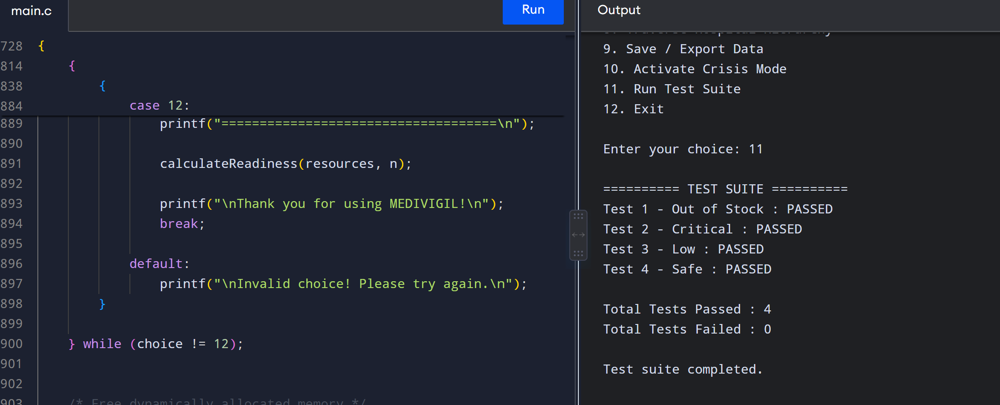 main.c
Run
728 {
814 {
838 {
884 case 12:
889 printf("====================================\n");
890
891 calculateReadiness(resources, n);
892
893 printf("\nThank you for using MEDIVIGIL!\n");
894 break;
895
896 default:
897 printf("\nInvalid choice! Please try again.\n");
898 }
899
900 } while (choice != 12);
901
902
903 /* Free dynamically allocated memory */
Output
9. Save / Export Data
10. Activate Crisis Mode
11. Run Test Suite
12. Exit
Enter your choice: 11
========== TEST SUITE ==========
Test 1 - Out of Stock : PASSED
Test 2 - Critical : PASSED
Test 3 - Low : PASSED
Test 4 - Safe : PASSED
Total Tests Passed : 4
Total Tests Failed : 0
Test suite completed.